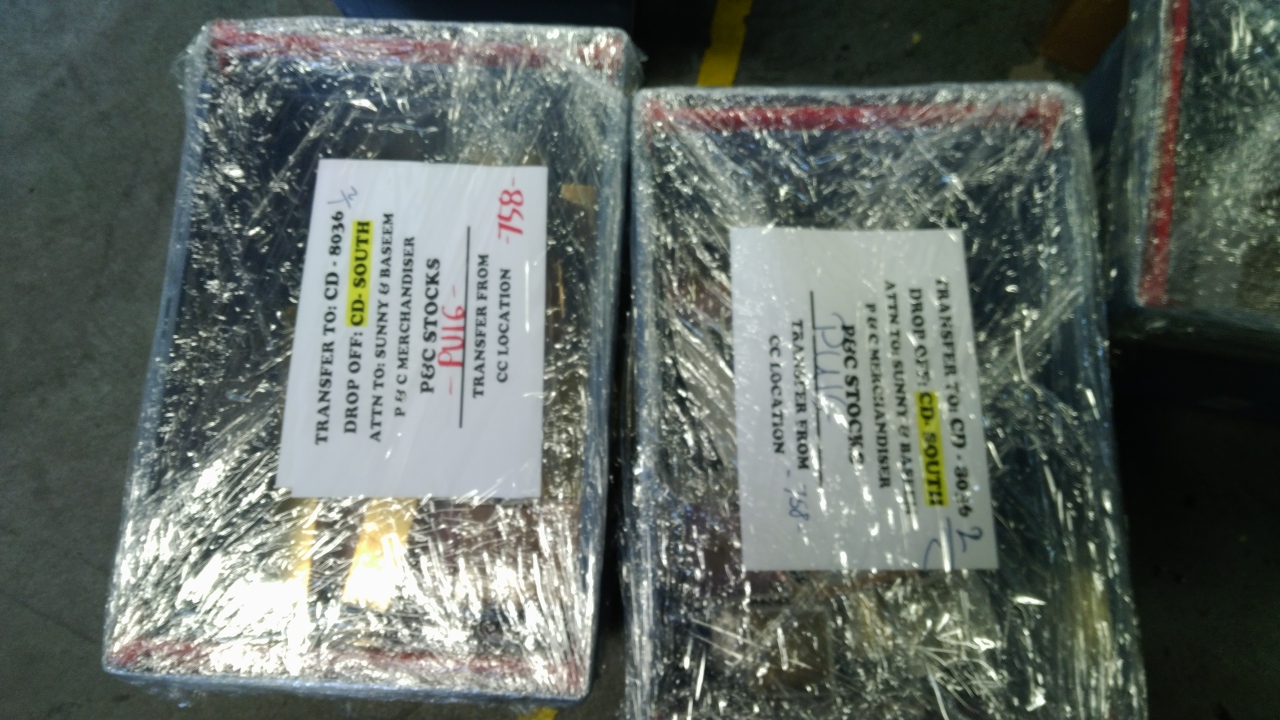 TRANSFER TO: CD - 8036 1/2
DROP OFF: CD- SOUTH
ATTN TO: SUNNY & BASEEM
P & C MERCHANDISER
P&C STOCKS
- PU16 -
TRANSFER FROM
CC LOCATION -758-
TRANSFER TO: CD - 8036 2
DROP OFF: CD- SOUTH
ATTN TO: SUNNY &
P & C MERCHANDISER
P&C STOCKS
TRANSFER FROM
CC LOCATION - 758